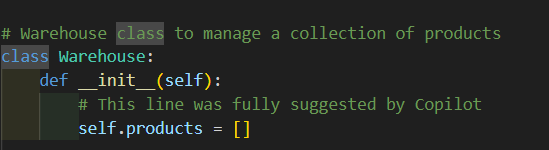 # Warehouse class to manage a collection of products
class Warehouse:
    def __init__(self):
        # This line was fully suggested by Copilot
        self.products = []